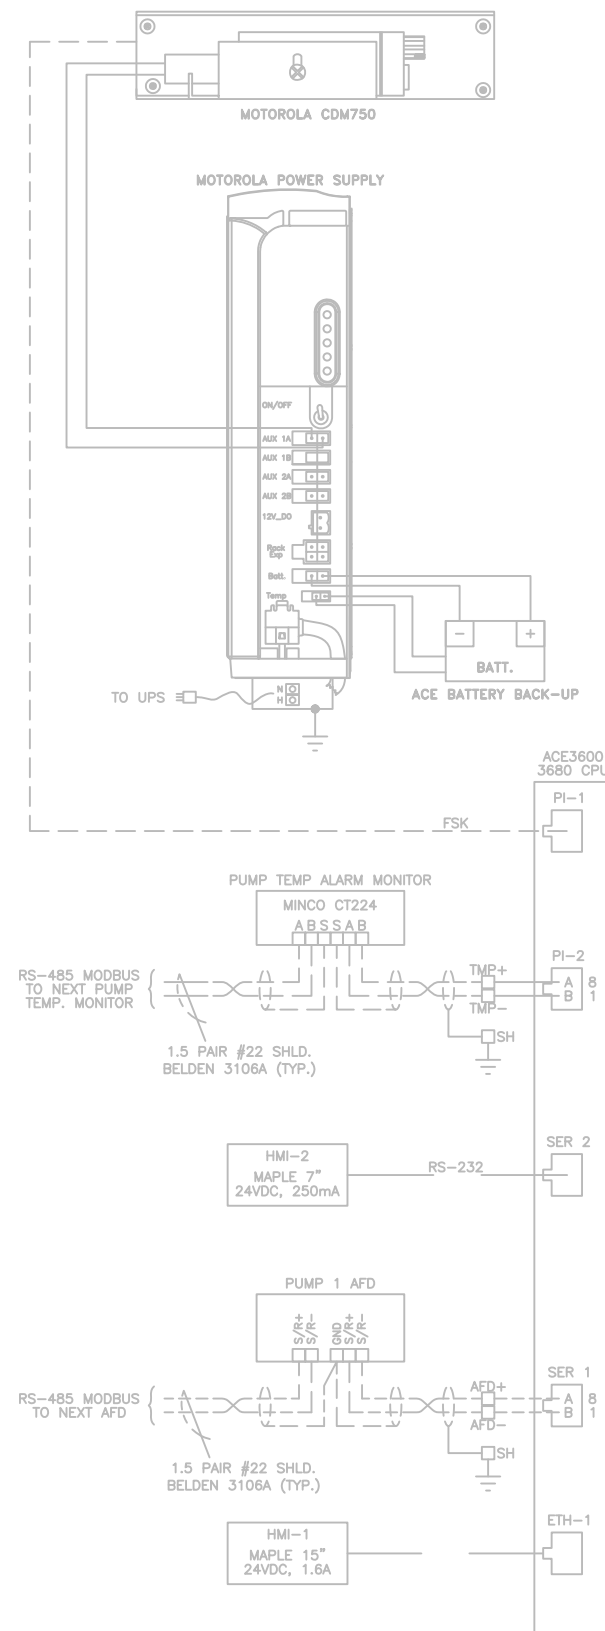 MOTOROLA CDM750
MOTOROLA POWER SUPPLY
ON/OFF
AUX 1A
AUX 1B
AUX 2A
AUX 2B
12V_DO
Rack
Exp
Batt.
Temp
- +
BATT.
ACE BATTERY BACK-UP
TO UPS
N
H
ACE3600
3680 CPU
PI-1
FSK
PUMP TEMP ALARM MONITOR
MINCO CT224
A B S S A B
PI-2
RS-485 MODBUS
TO NEXT PUMP
TEMP. MONITOR
TMP+
A 8
B 1
TMP-
SH
1.5 PAIR #22 SHLD.
BELDEN 3106A (TYP.)
SER 2
HMI-2
MAPLE 7"
24VDC, 250mA
RS-232
PUMP 1 AFD
S/R+
S/R-
GND
S/R+
S/R-
SER 1
RS-485 MODBUS
TO NEXT AFD
AFD+
A 8
B 1
AFD-
SH
1.5 PAIR #22 SHLD.
BELDEN 3106A (TYP.)
ETH-1
HMI-1
MAPLE 15"
24VDC, 1.6A